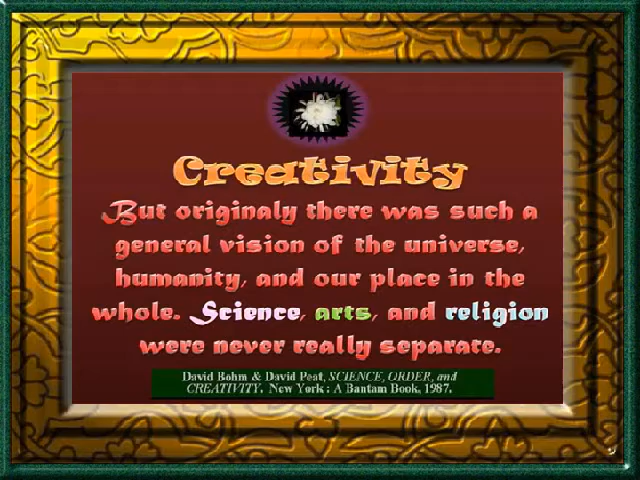 Creativity
But originaly there was such a
general vision of the universe,
humanity, and our place in the
whole. Science, arts, and religion
were never really separate.
David Bohm & David Peat, SCIENCE, ORDER, and
CREATIVITY. New York : A Bantam Book, 1987.